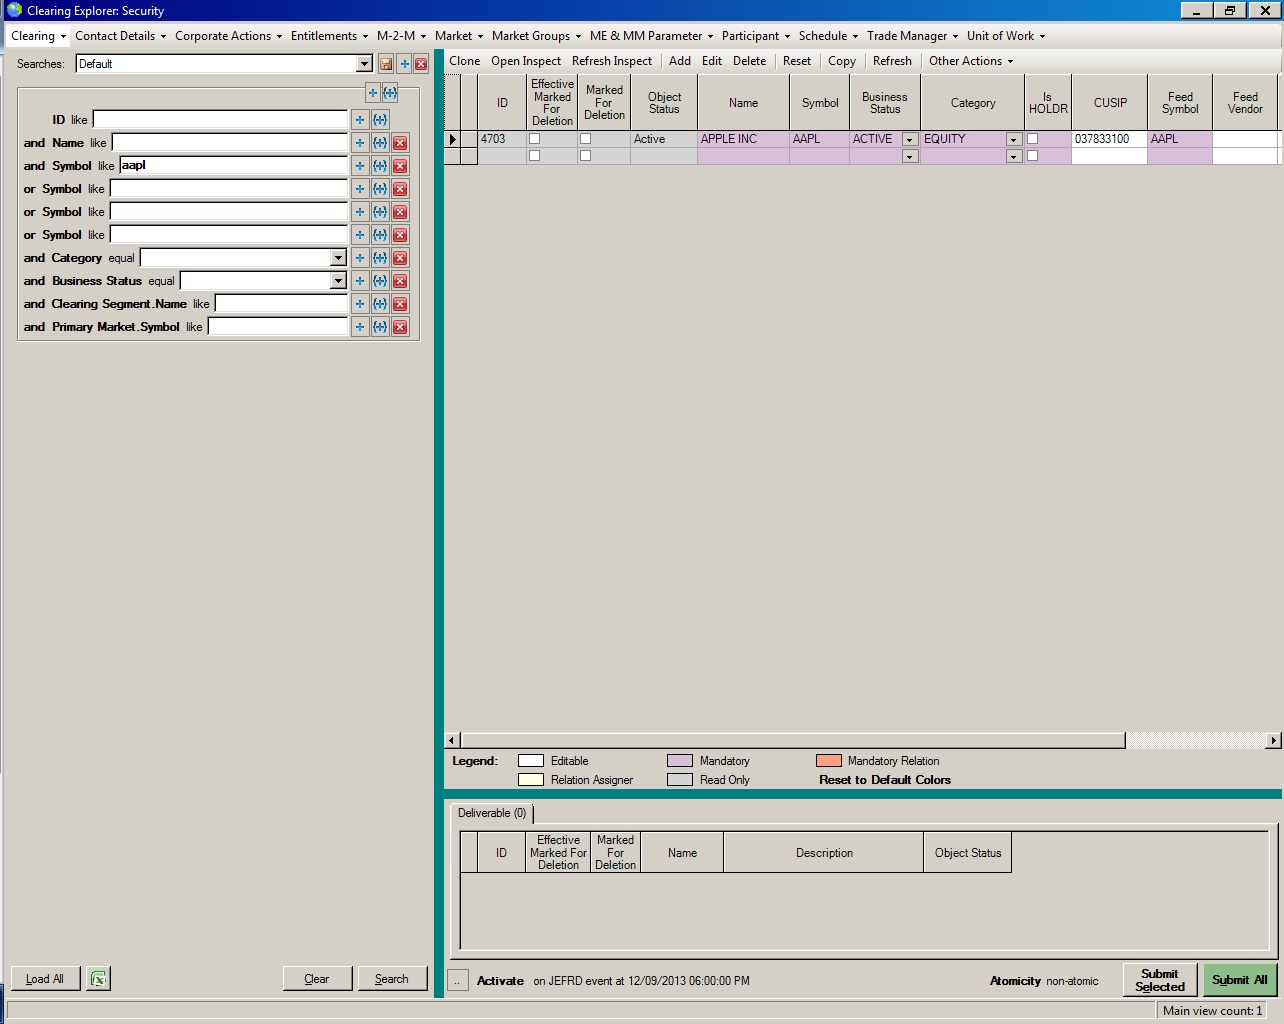 Clearing Explorer: Security
Clearing Contact Details Corporate Actions Entitlements M-2-M Market Market Groups ME & MM Parameter Participant Schedule Trade Manager Unit of Work
Searches: Default
ID like
and Name like
and Symbol like aapl
or Symbol like
or Symbol like
or Symbol like
and Category equal
and Business Status equal
and Clearing Segment.Name like
and Primary Market.Symbol like
Load All Clear Search
Clone Open Inspect Refresh Inspect Add Edit Delete Reset Copy Refresh Other Actions
ID Effective Marked For Deletion Marked For Deletion Object Status Name Symbol Business Status Category Is HOLDR CUSIP Feed Symbol Feed Vendor
4703 Active APPLE INC AAPL ACTIVE EQUITY 037833100 AAPL
Legend: Editable Mandatory Mandatory Relation
Relation Assigner Read Only Reset to Default Colors
Deliverable (0)
ID Effective Marked For Deletion Marked For Deletion Name Description Object Status
.. Activate on JEFRD event at 12/09/2013 06:00:00 PM Atomicity non-atomic Submit Selected Submit All
Main view count: 1